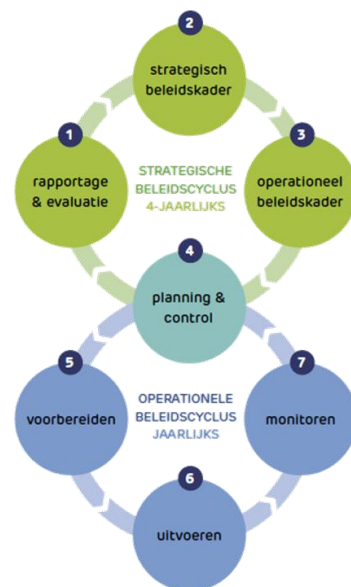 2
strategisch
beleidskader
1
rapportage
& evaluatie
STRATEGISCHE
BELEIDSCYCLUS
4-JAARLIJKS
3
operationeel
beleidskader
4
planning &
control
5
voorbereiden
OPERATIONELE
BELEIDSCYCLUS
JAARLIJKS
7
monitoren
6
uitvoeren